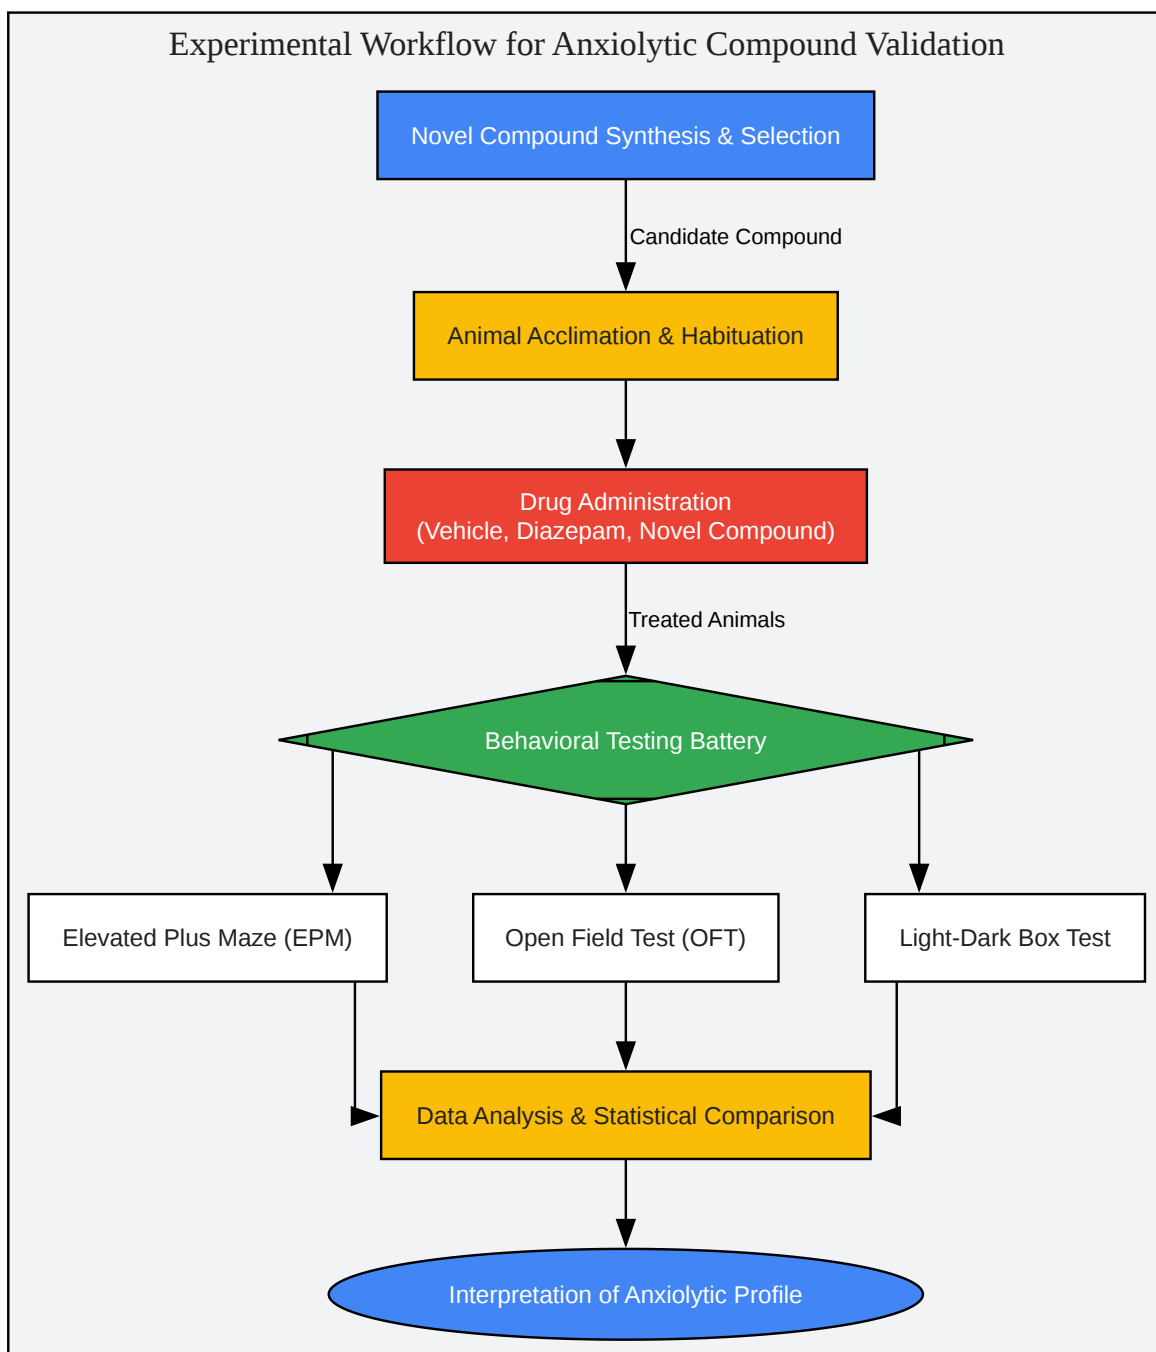 Experimental Workflow for Anxiolytic Compound Validation
Novel Compound Synthesis & Selection
Candidate Compound
Animal Acclimation & Habituation
Drug Administration
(Vehicle, Diazepam, Novel Compound)
Treated Animals
Behavioral Testing Battery
Elevated Plus Maze (EPM)
Open Field Test (OFT)
Light-Dark Box Test
Data Analysis & Statistical Comparison
Interpretation of Anxiolytic Profile